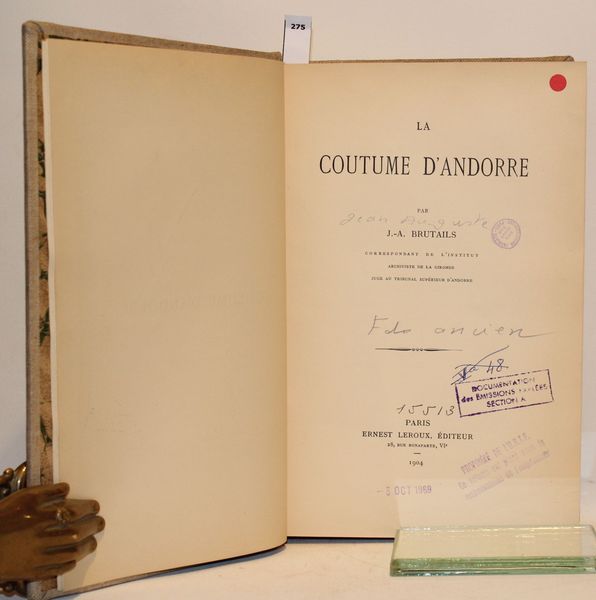 275
LA
COUTUME D'ANDORRE
PAR
Jean Auguste
J.-A. BRUTAILS
CORRESPONDANT DE L'INSTITUT
ARCHIVISTE DE LA GIRONDE
JUGE AU TRIBUNAL SUPÉRIEUR D'ANDORRE
Fds ancien
48
DOCUMENTATION
des EMISSIONS PARLÉES
SECTION A
15513
PARIS
ERNEST LEROUX, ÉDITEUR
28, RUE BONAPARTE, VIe
1904
OCT 1969